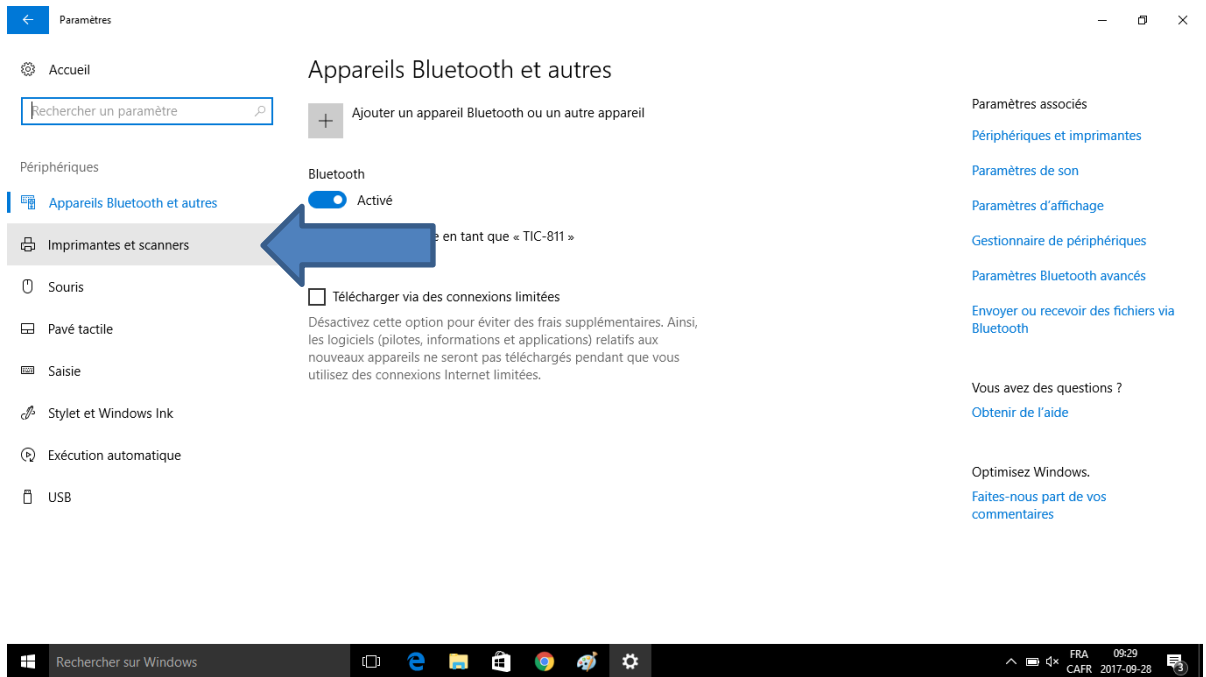 Paramètres
Accueil
Rechercher un paramètre
Périphériques
Appareils Bluetooth et autres
Imprimantes et scanners
Souris
Pavé tactile
Saisie
Stylet et Windows Ink
Exécution automatique
USB
Appareils Bluetooth et autres
Ajouter un appareil Bluetooth ou un autre appareil
Bluetooth
Activé
en tant que « TIC-811 »
Télécharger via des connexions limitées
Désactivez cette option pour éviter des frais supplémentaires. Ainsi,
les logiciels (pilotes, informations et applications) relatifs aux
nouveaux appareils ne seront pas téléchargés pendant que vous
utilisez des connexions Internet limitées.
Paramètres associés
Périphériques et imprimantes
Paramètres de son
Paramètres d'affichage
Gestionnaire de périphériques
Paramètres Bluetooth avancés
Envoyer ou recevoir des fichiers via
Bluetooth
Vous avez des questions ?
Obtenir de l'aide
Optimisez Windows.
Faites-nous part de vos
commentaires
Rechercher sur Windows
FRA 09:29
CAFR 2017-09-28
3